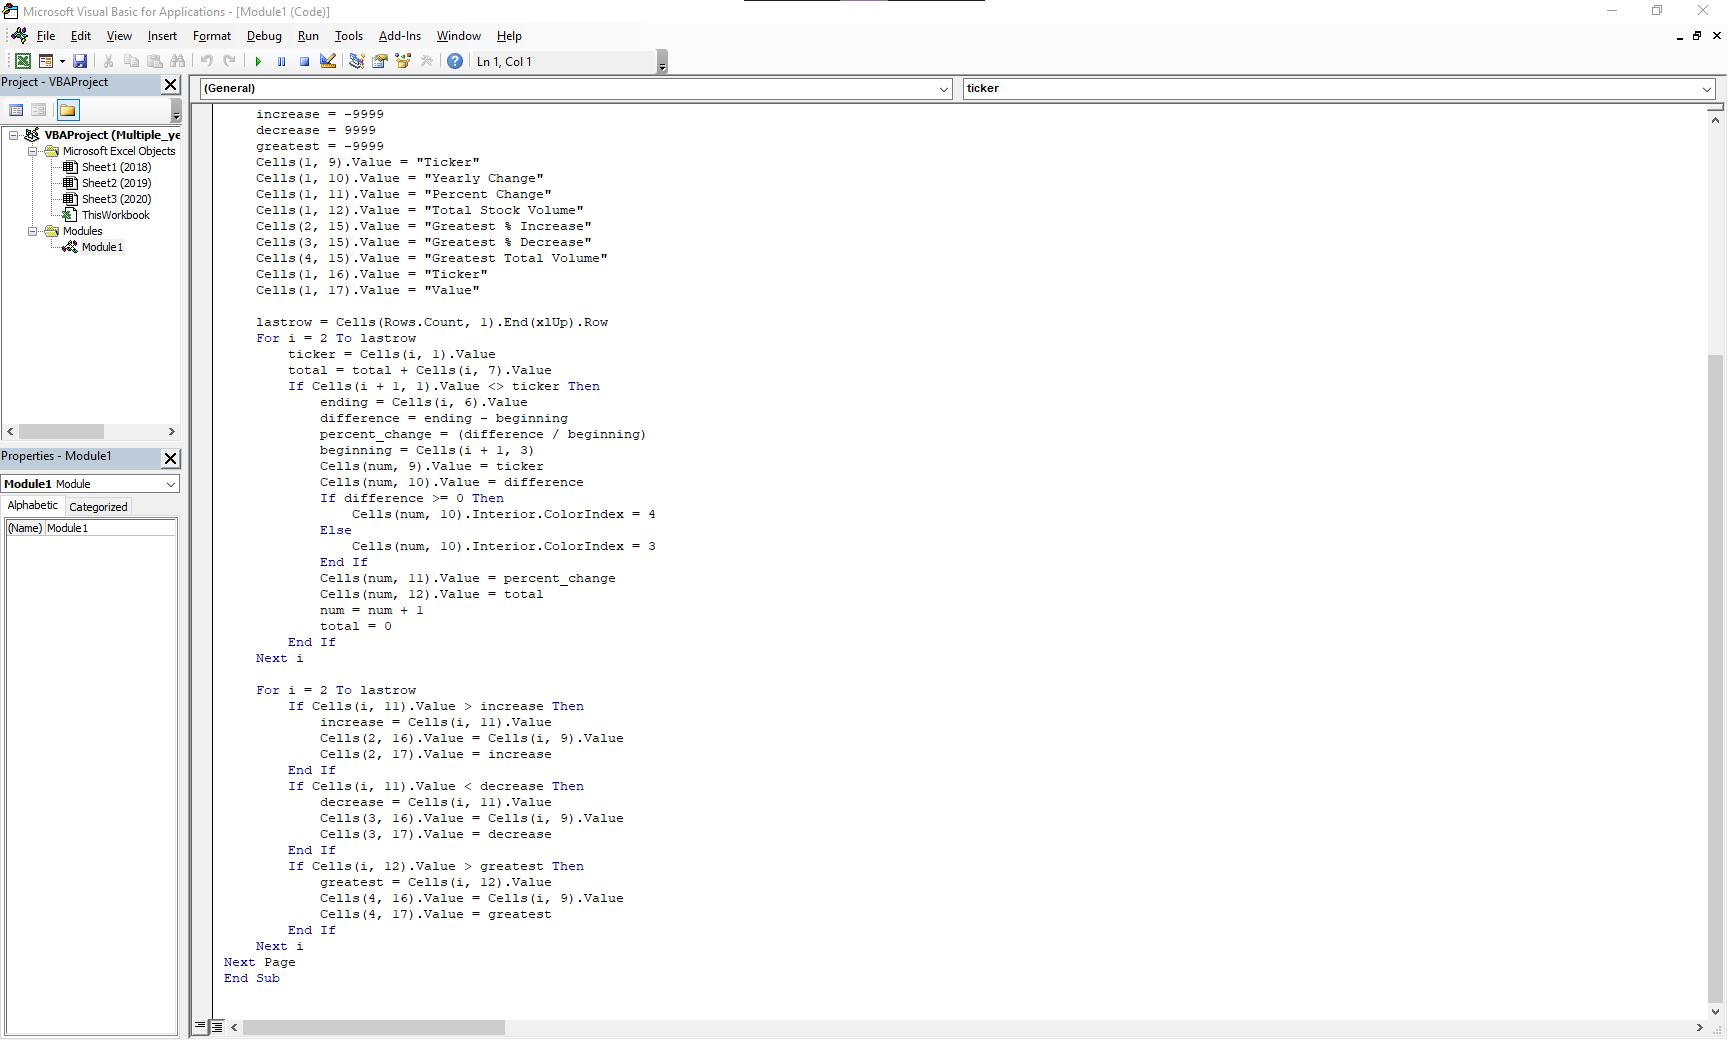 Microsoft Visual Basic for Applications - [Module1 (Code)]
File Edit View Insert Format Debug Run Tools Add-Ins Window Help
Ln 1, Col 1
Project - VBAProject
VBAProject (Multiple_ye
Microsoft Excel Objects
Sheet1 (2018)
Sheet2 (2019)
Sheet3 (2020)
ThisWorkbook
Modules
Module1
Properties - Module1
Module1 Module
Alphabetic Categorized
(Name) Module1
(General) ticker
increase = -9999
decrease = 9999
greatest = -9999
Cells(1, 9).Value = "Ticker"
Cells(1, 10).Value = "Yearly Change"
Cells(1, 11).Value = "Percent Change"
Cells(1, 12).Value = "Total Stock Volume"
Cells(2, 15).Value = "Greatest % Increase"
Cells(3, 15).Value = "Greatest % Decrease"
Cells(4, 15).Value = "Greatest Total Volume"
Cells(1, 16).Value = "Ticker"
Cells(1, 17).Value = "Value"
lastrow = Cells(Rows.Count, 1).End(xlUp).Row
For i = 2 To lastrow
ticker = Cells(i, 1).Value
total = total + Cells(i, 7).Value
If Cells(i + 1, 1).Value <> ticker Then
ending = Cells(i, 6).Value
difference = ending - beginning
percent_change = (difference / beginning)
beginning = Cells(i + 1, 3)
Cells(num, 9).Value = ticker
Cells(num, 10).Value = difference
If difference >= 0 Then
Cells(num, 10).Interior.ColorIndex = 4
Else
Cells(num, 10).Interior.ColorIndex = 3
End If
Cells(num, 11).Value = percent_change
Cells(num, 12).Value = total
num = num + 1
total = 0
End If
Next i
For i = 2 To lastrow
If Cells(i, 11).Value > increase Then
increase = Cells(i, 11).Value
Cells(2, 16).Value = Cells(i, 9).Value
Cells(2, 17).Value = increase
End If
If Cells(i, 11).Value < decrease Then
decrease = Cells(i, 11).Value
Cells(3, 16).Value = Cells(i, 9).Value
Cells(3, 17).Value = decrease
End If
If Cells(i, 12).Value > greatest Then
greatest = Cells(i, 12).Value
Cells(4, 16).Value = Cells(i, 9).Value
Cells(4, 17).Value = greatest
End If
Next i
Next Page
End Sub